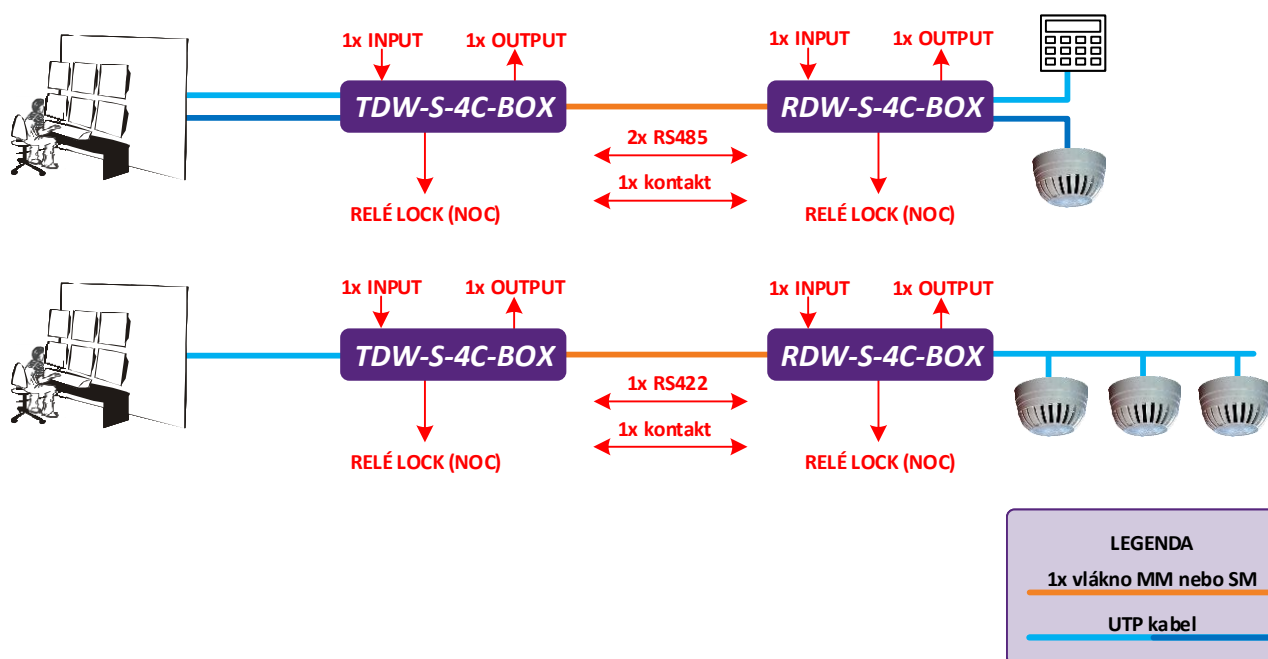 1x INPUT
1x OUTPUT
1x INPUT
1x OUTPUT
TDW-S-4C-BOX
RDW-S-4C-BOX
2x RS485
1x kontakt
RELÉ LOCK (NOC)
RELÉ LOCK (NOC)
1x INPUT
1x OUTPUT
1x INPUT
1x OUTPUT
TDW-S-4C-BOX
RDW-S-4C-BOX
1x RS422
1x kontakt
RELÉ LOCK (NOC)
RELÉ LOCK (NOC)
LEGENDA
1x vlákno MM nebo SM
UTP kabel